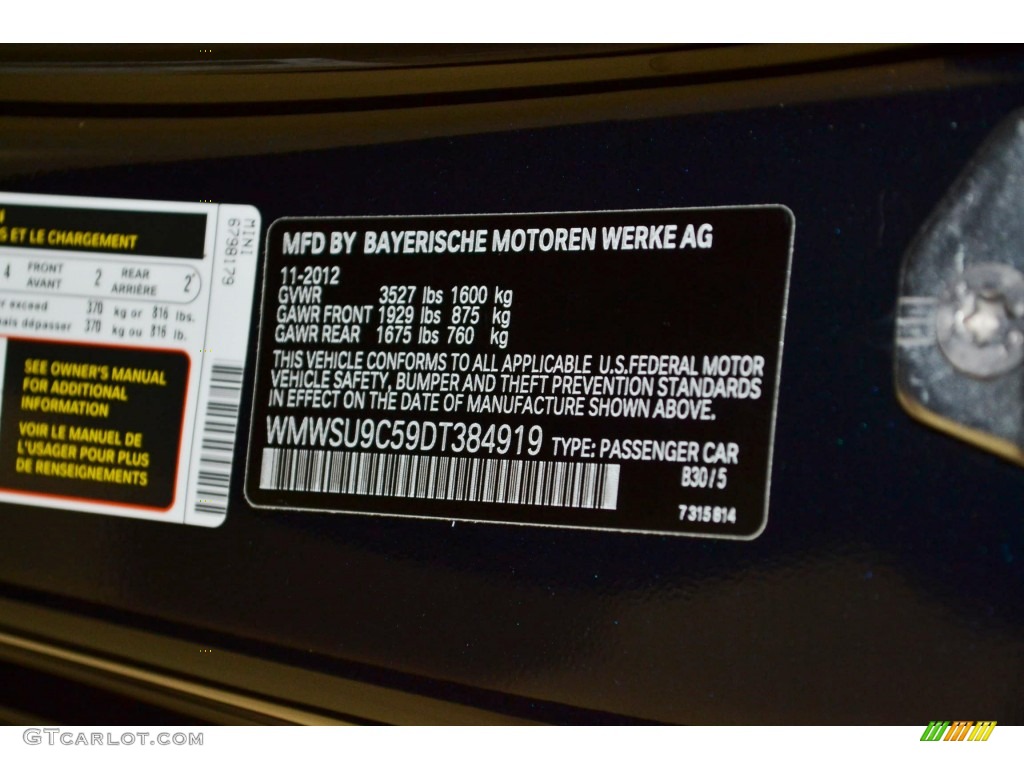 S ET LE CHARGEMENT
4 FRONT AVANT 2 REAR ARRIÈRE 2
exceed 370 kg or 816 lbs.
dépasser 370 kg ou 816 lb.
SEE OWNER'S MANUAL
FOR ADDITIONAL
INFORMATION
VOIR LE MANUEL DE
L'USAGER POUR PLUS
DE RENSEIGNEMENTS
MINI
6798179
MFD BY BAYERISCHE MOTOREN WERKE AG
11-2012
GVWR 3527 lbs 1600 kg
GAWR FRONT 1929 lbs 875 kg
GAWR REAR 1675 lbs 760 kg
THIS VEHICLE CONFORMS TO ALL APPLICABLE U.S.FEDERAL MOTOR
VEHICLE SAFETY, BUMPER AND THEFT PREVENTION STANDARDS
IN EFFECT ON THE DATE OF MANUFACTURE SHOWN ABOVE.
WMWSU9C59DT384919 TYPE: PASSENGER CAR
B30/5
7315814
GTcarlot.com